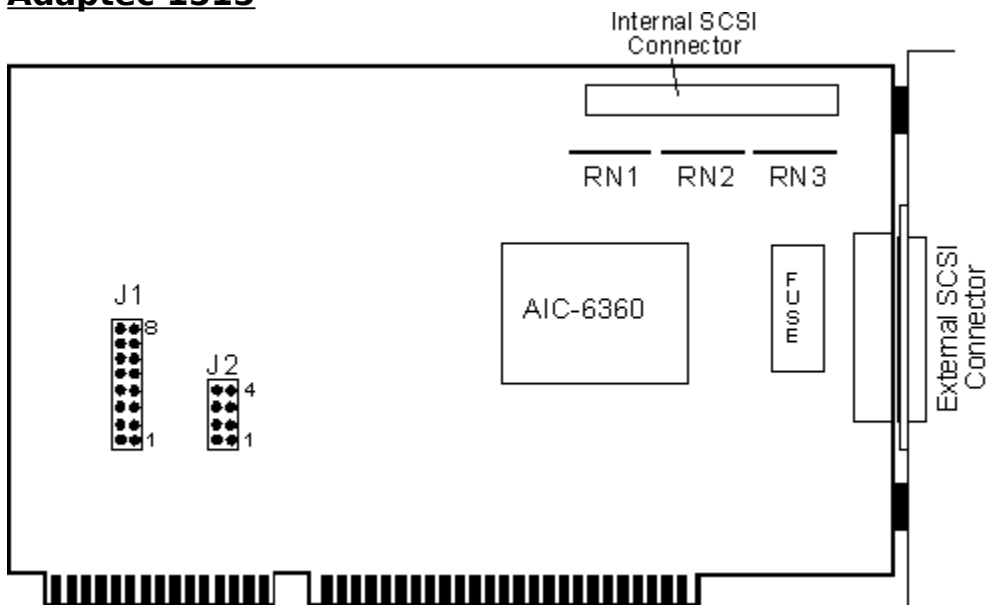 Adaptec 1515
Internal SCSI
Connector
RN1 RN2 RN3
J1
8
1
J2
4
1
AIC-6360
FUSE
External SCSI
Connector